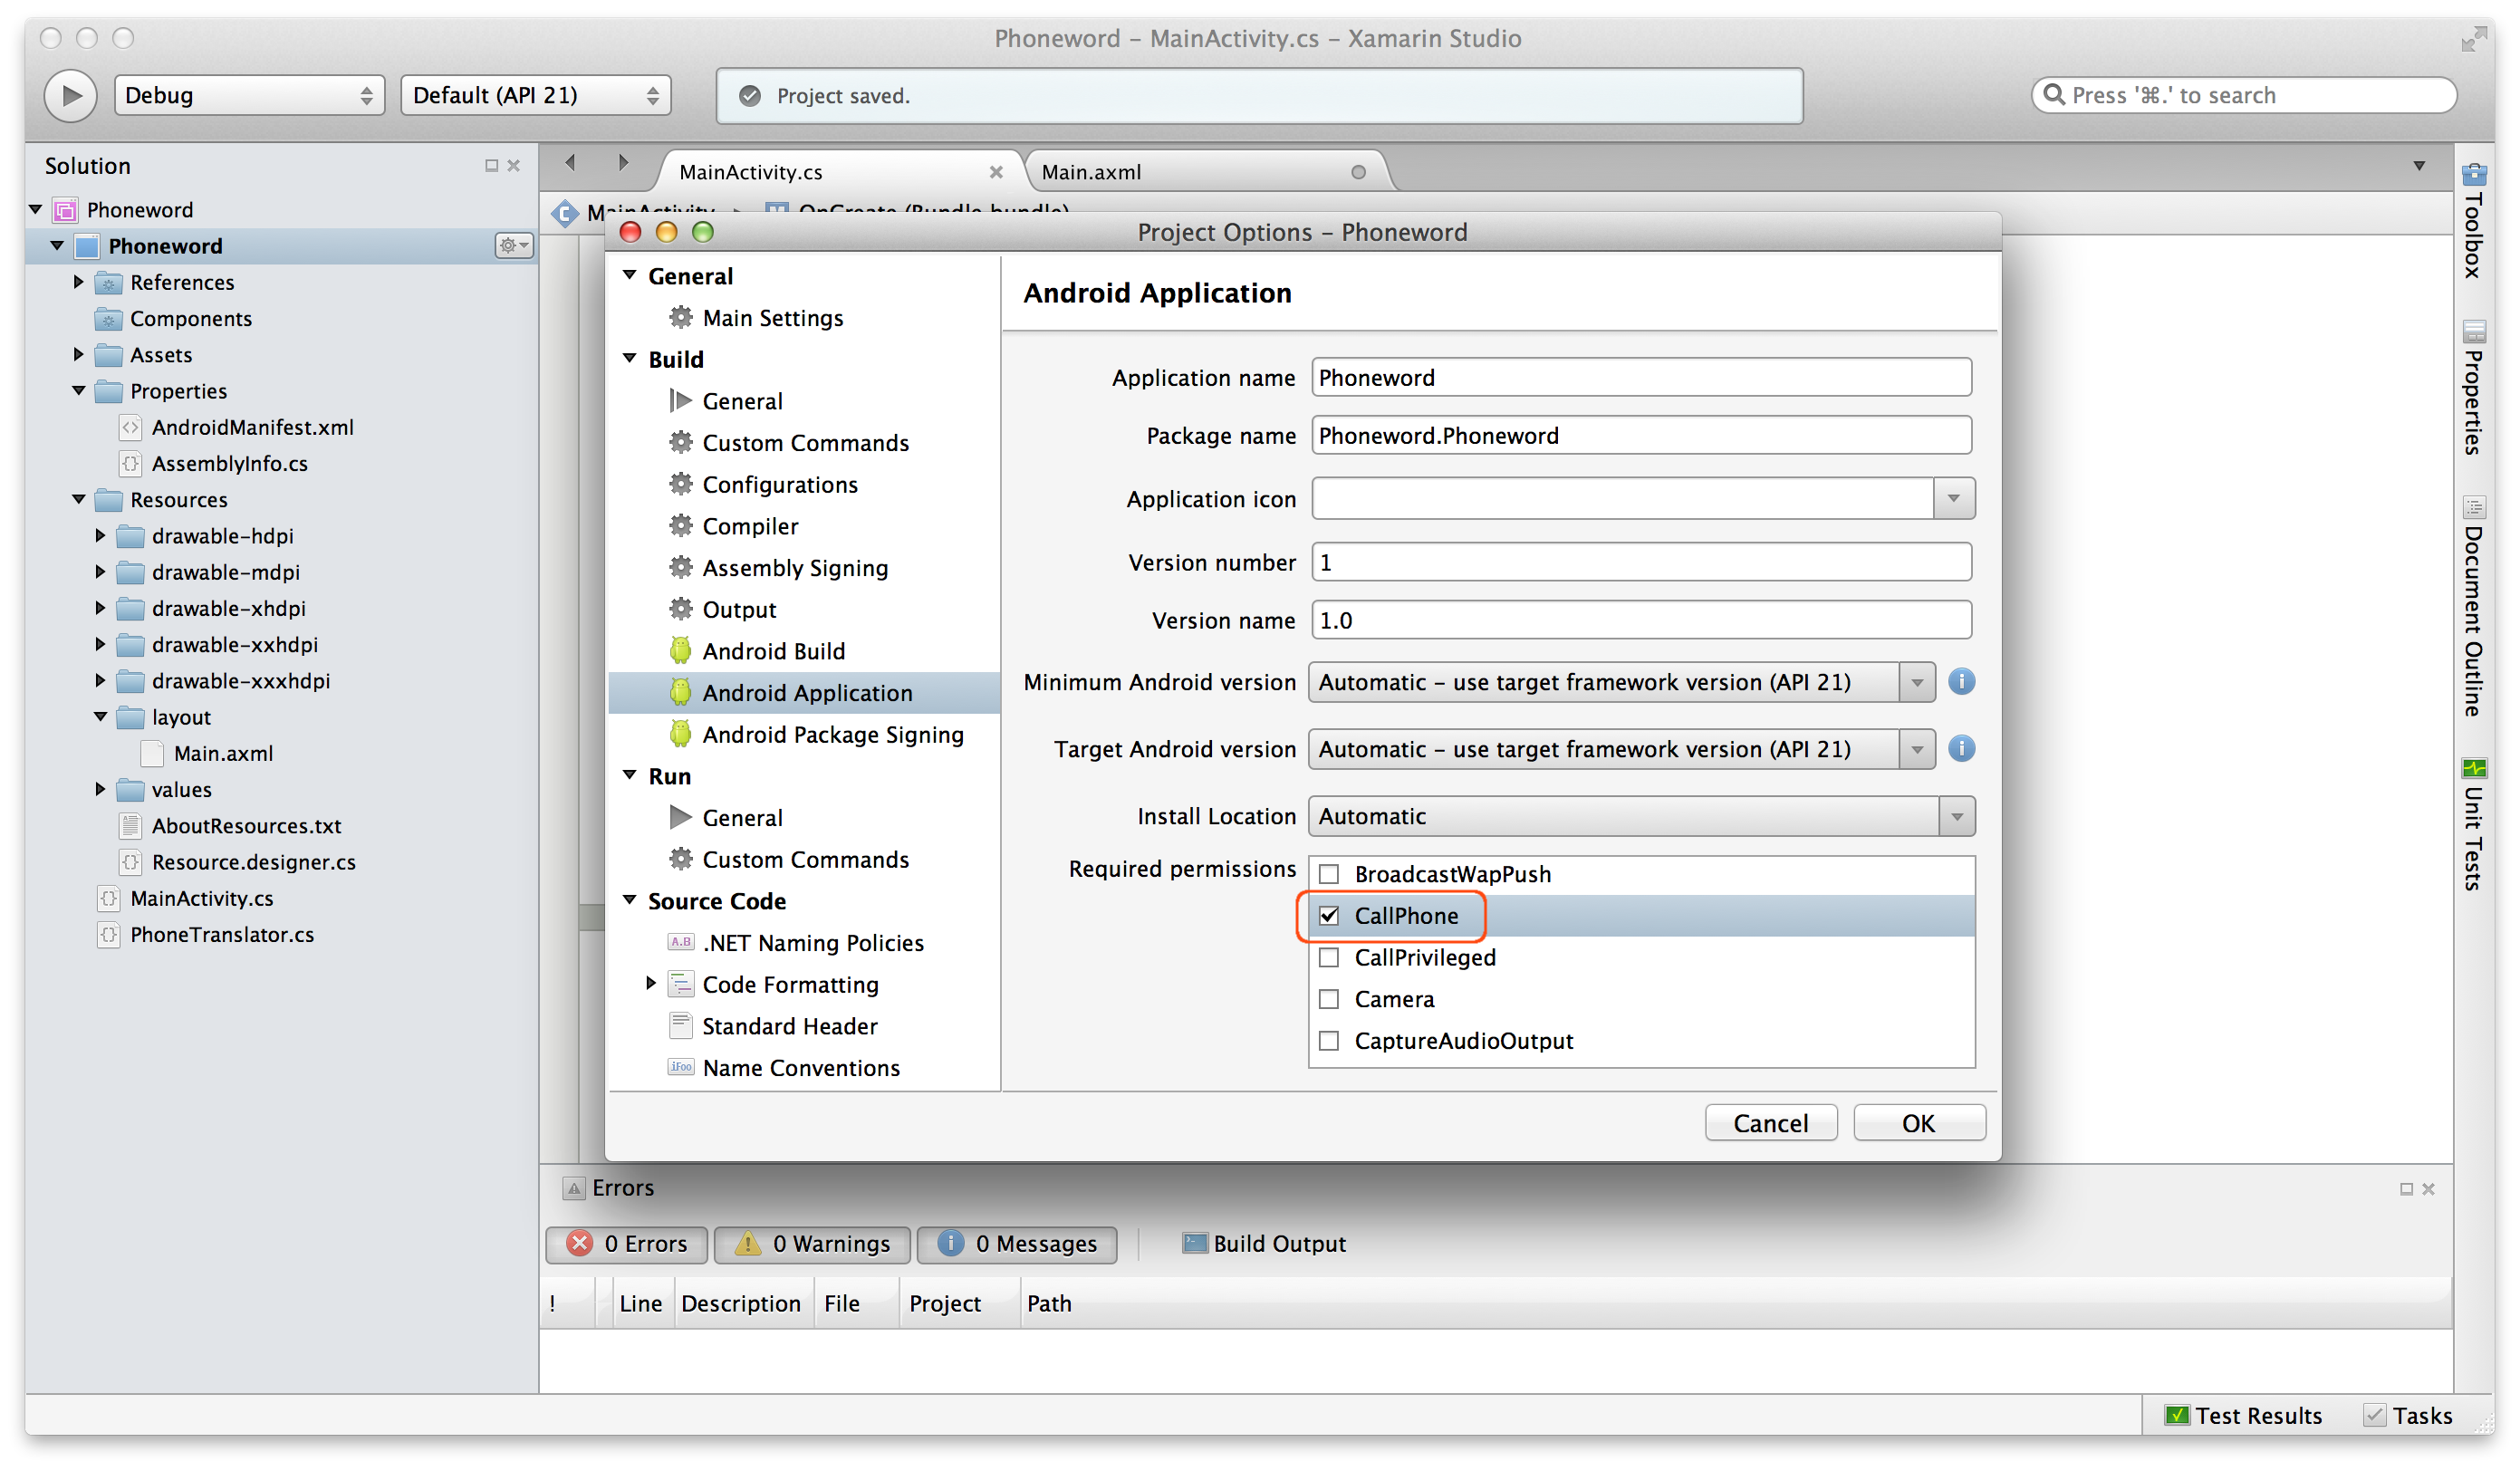 Phoneword – MainActivity.cs – Xamarin Studio
Debug
Default (API 21)
Project saved.
Press '⌘.' to search
Solution
Phoneword
Phoneword
References
Components
Assets
Properties
AndroidManifest.xml
AssemblyInfo.cs
Resources
drawable-hdpi
drawable-mdpi
drawable-xhdpi
drawable-xxhdpi
drawable-xxxhdpi
layout
Main.axml
values
AboutResources.txt
Resource.designer.cs
MainActivity.cs
PhoneTranslator.cs
MainActivity.cs
Main.axml
MainActivity
OnCreate (Bundle bundle)
Project Options – Phoneword
General
Main Settings
Build
General
Custom Commands
Configurations
Compiler
Assembly Signing
Output
Android Build
Android Application
Android Package Signing
Run
General
Custom Commands
Source Code
A.B .NET Naming Policies
Code Formatting
Standard Header
iFoo Name Conventions
Android Application
Application name Phoneword
Package name Phoneword.Phoneword
Application icon
Version number 1
Version name 1.0
Minimum Android version Automatic – use target framework version (API 21)
Target Android version Automatic – use target framework version (API 21)
Install Location Automatic
Required permissions
BroadcastWapPush
CallPhone
CallPrivileged
Camera
CaptureAudioOutput
Cancel
OK
Errors
0 Errors
0 Warnings
0 Messages
Build Output
! Line Description File Project Path
Toolbox
Properties
Document Outline
Unit Tests
Test Results
Tasks